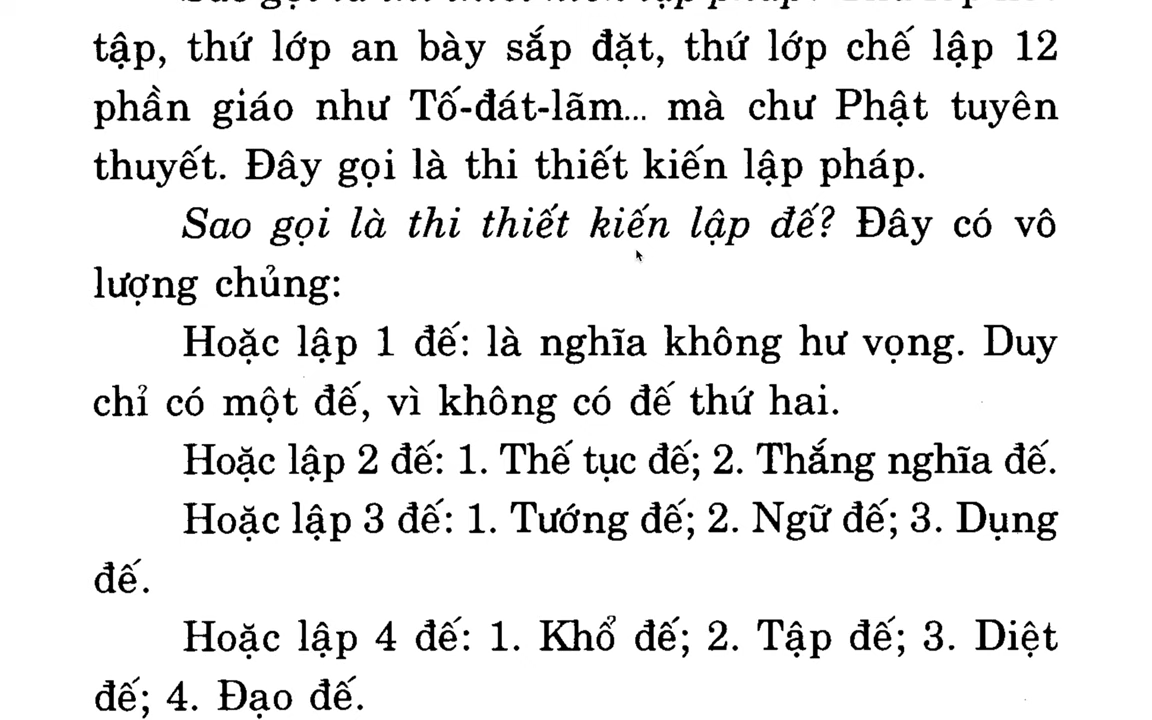 tập, thứ lớp an bày sắp đặt, thứ lớp chế lập 12
phần giáo như Tố-đát-lãm... mà chư Phật tuyên
thuyết. Đây gọi là thi thiết kiến lập pháp.
Sao gọi là thi thiết kiến lập đế? Đây có vô
lượng chủng:
Hoặc lập 1 đế: là nghĩa không hư vọng. Duy
chỉ có một đế, vì không có đế thứ hai.
Hoặc lập 2 đế: 1. Thế tục đế; 2. Thắng nghĩa đế.
Hoặc lập 3 đế: 1. Tướng đế; 2. Ngữ đế; 3. Dụng
đế.
Hoặc lập 4 đế: 1. Khổ đế; 2. Tập đế; 3. Diệt
đế; 4. Đạo đế.